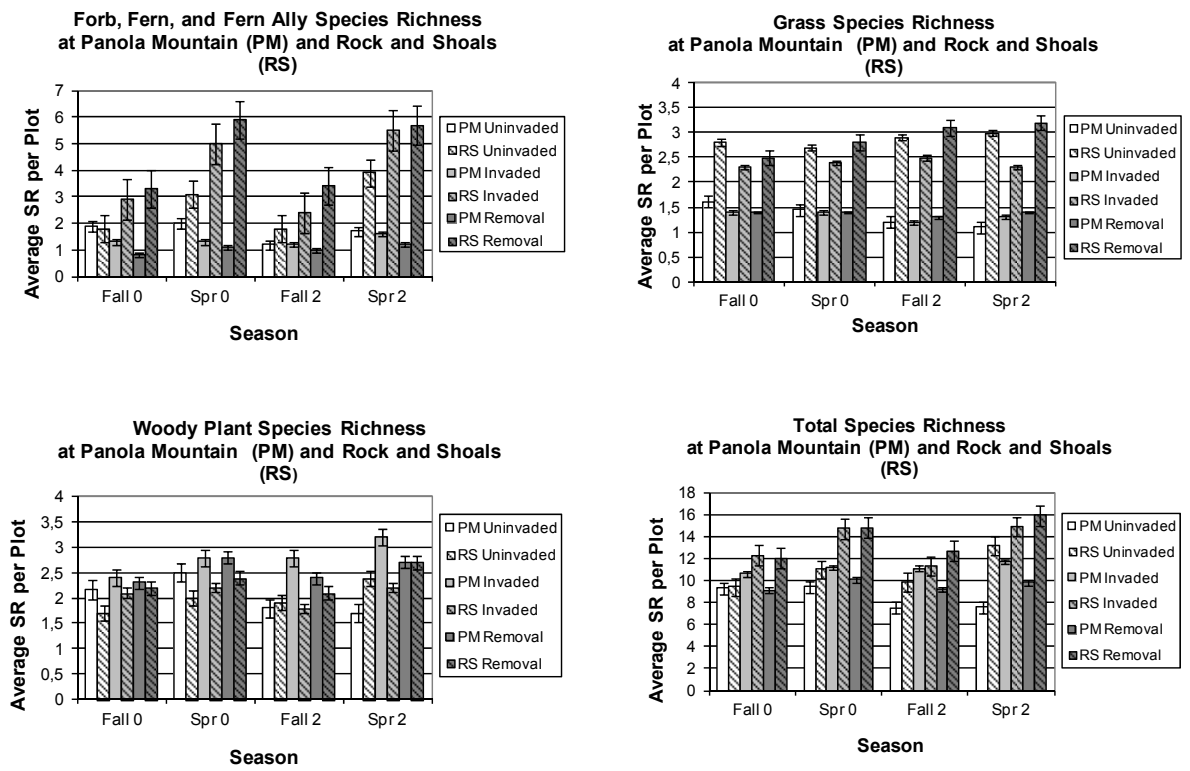 Forb, Fern, and Fern Ally Species Richness
at Panola Mountain (PM) and Rock and Shoals
(RS)
Average SR per Plot
7
6
5
4
3
2
1
0
Fall 0
Spr 0
Fall 2
Spr 2
Season
PM Uninvaded
RS Uninvaded
PM Invaded
RS Invaded
PM Removal
RS Removal
Grass Species Richness
at Panola Mountain (PM) and Rock and Shoals
(RS)
Average SR per Plot
4
3,5
3
2,5
2
1,5
1
0,5
0
Fall 0
Spr 0
Fall 2
Spr 2
Season
PM Uninvaded
RS Uninvaded
PM Invaded
RS Invaded
PM Removal
RS Removal
Woody Plant Species Richness
at Panola Mountain (PM) and Rock and Shoals
(RS)
Average SR per Plot
4
3,5
3
2,5
2
1,5
1
0,5
0
Fall 0
Spr 0
Fall 2
Spr 2
Season
PM Uninvaded
RS Uninvaded
PM Invaded
RS Invaded
PM Removal
RS Removal
Total Species Richness
at Panola Mountain (PM) and Rock and Shoals
(RS)
Average SR per Plot
18
16
14
12
10
8
6
4
2
0
Fall 0
Spr 0
Fall 2
Spr 2
Season
PM Uninvaded
RS Uninvaded
PM Invaded
RS Invaded
PM Removal
RS Removal